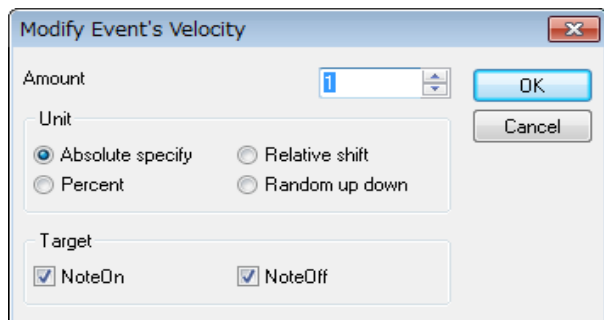 Modify Event's Velocity
Amount 1 OK
Unit Cancel
Absolute specify Relative shift
Percent Random up down
Target
NoteOn NoteOff